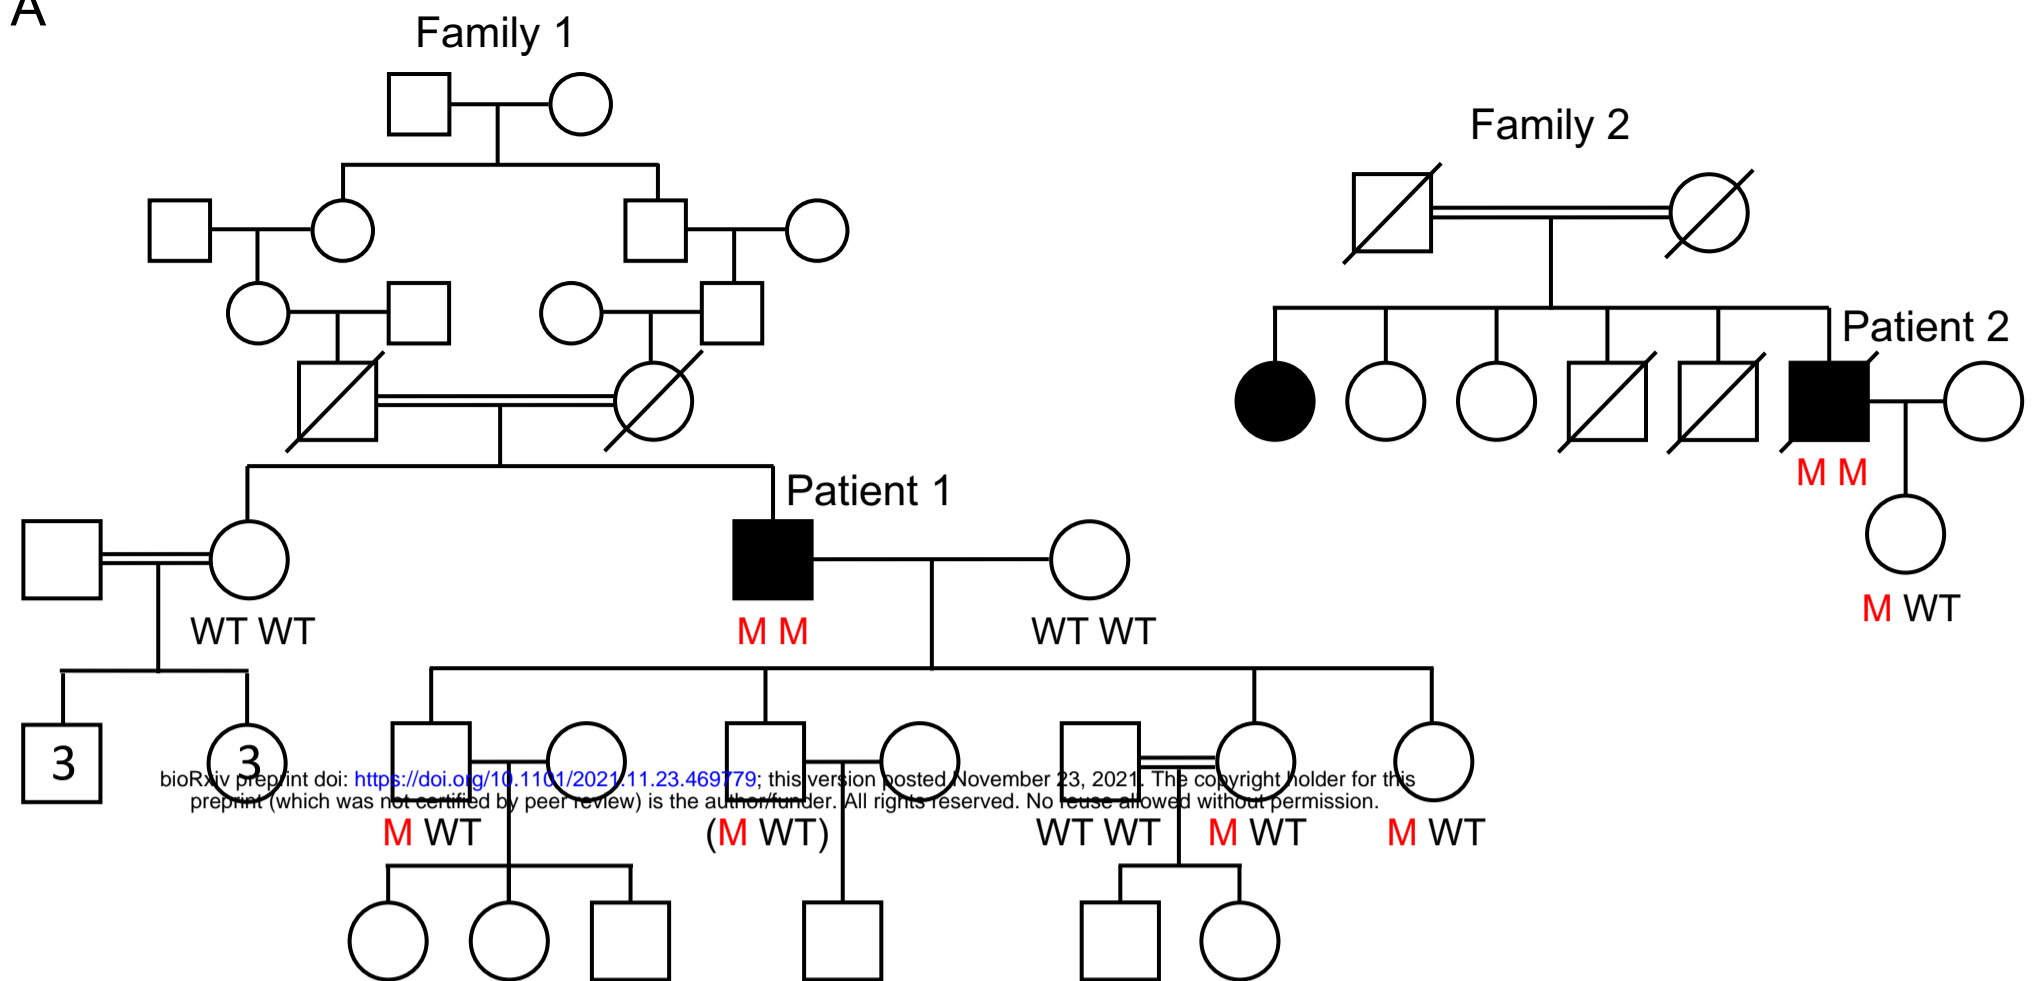 A
Family 1
Family 2
Patient 2
M M
Patient 1
M WT
WT WT
M M
WT WT
3
3
bioRxiv preprint doi: https://doi.org/10.1101/2021.11.23.469779; this version posted November 23, 2021. The copyright holder for this
preprint (which was not certified by peer review) is the author/funder. All rights reserved. No reuse allowed without permission.
M WT
(M WT)
WT WT
M WT
M WT